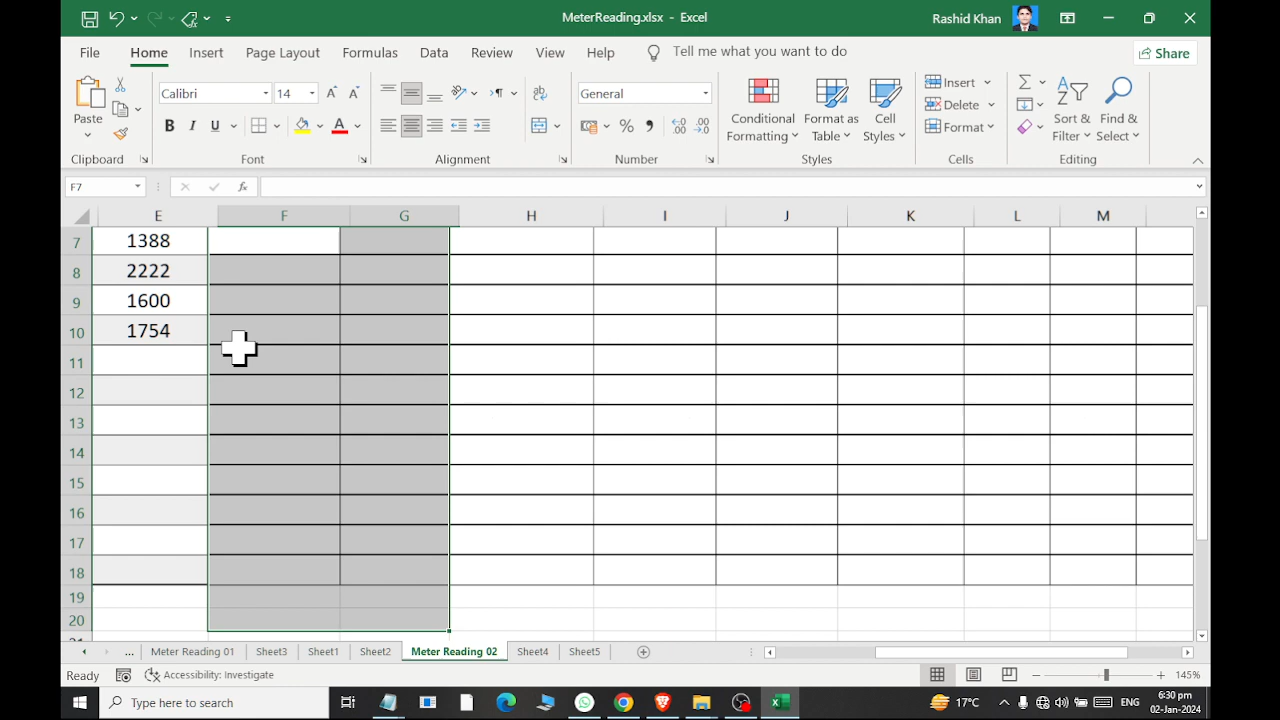 MeterReading.xlsx - Excel
Rashid Khan
File Home Insert Page Layout Formulas Data Review View Help Tell me what you want to do Share
Paste
Calibri 14
General
Conditional Formatting
Format as Table
Cell Styles
Insert
Delete
Format
Sort & Filter
Find & Select
Clipboard Font Alignment Number Styles Cells Editing
F7 fx
E F G H I J K L M
7 1388
8 2222
9 1600
10 1754
11
12
13
14
15
16
17
18
19
20
... Meter Reading 01 Sheet3 Sheet1 Sheet2 Meter Reading 02 Sheet4 Sheet5
Ready Accessibility: Investigate 145%
Type here to search 17°C ENG 6:30 pm
02-Jan-2024